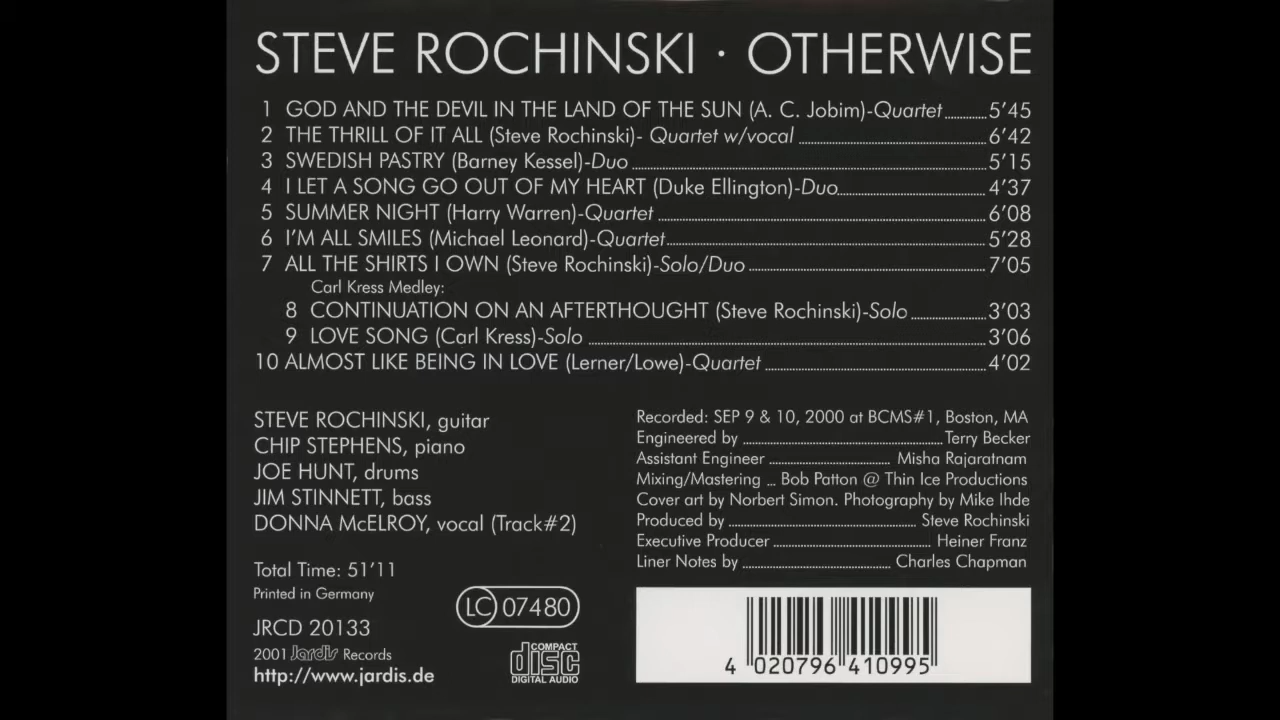 STEVE ROCHINSKI · OTHERWISE
1 GOD AND THE DEVIL IN THE LAND OF THE SUN (A. C. Jobim)-Quartet ........ 5’45
2 THE THRILL OF IT ALL (Steve Rochinski)- Quartet w/vocal ........ 6’42
3 SWEDISH PASTRY (Barney Kessel)-Duo ........ 5’15
4 I LET A SONG GO OUT OF MY HEART (Duke Ellington)-Duo ........ 4’37
5 SUMMER NIGHT (Harry Warren)-Quartet ........ 6’08
6 I’M ALL SMILES (Michael Leonard)-Quartet ........ 5’28
7 ALL THE SHIRTS I OWN (Steve Rochinski)-Solo/Duo ........ 7’05
Carl Kress Medley:
8 CONTINUATION ON AN AFTERTHOUGHT (Steve Rochinski)-Solo ........ 3’03
9 LOVE SONG (Carl Kress)-Solo ........ 3’06
10 ALMOST LIKE BEING IN LOVE (Lerner/Lowe)-Quartet ........ 4’02
STEVE ROCHINSKI, guitar
CHIP STEPHENS, piano
JOE HUNT, drums
JIM STINNETT, bass
DONNA McELROY, vocal (Track#2)
Total Time: 51’11
Printed in Germany
JRCD 20133
2001 Jardis Records
http://www.jardis.de
LC 07480
COMPACT
disc
DIGITAL AUDIO
Recorded: SEP 9 & 10, 2000 at BCMS#1, Boston, MA
Engineered by ........ Terry Becker
Assistant Engineer ........ Misha Rajaratnam
Mixing/Mastering ... Bob Patton @ Thin Ice Productions
Cover art by Norbert Simon. Photography by Mike Ihde
Produced by ........ Steve Rochinski
Executive Producer ........ Heiner Franz
Liner Notes by ........ Charles Chapman
4 020796 410995